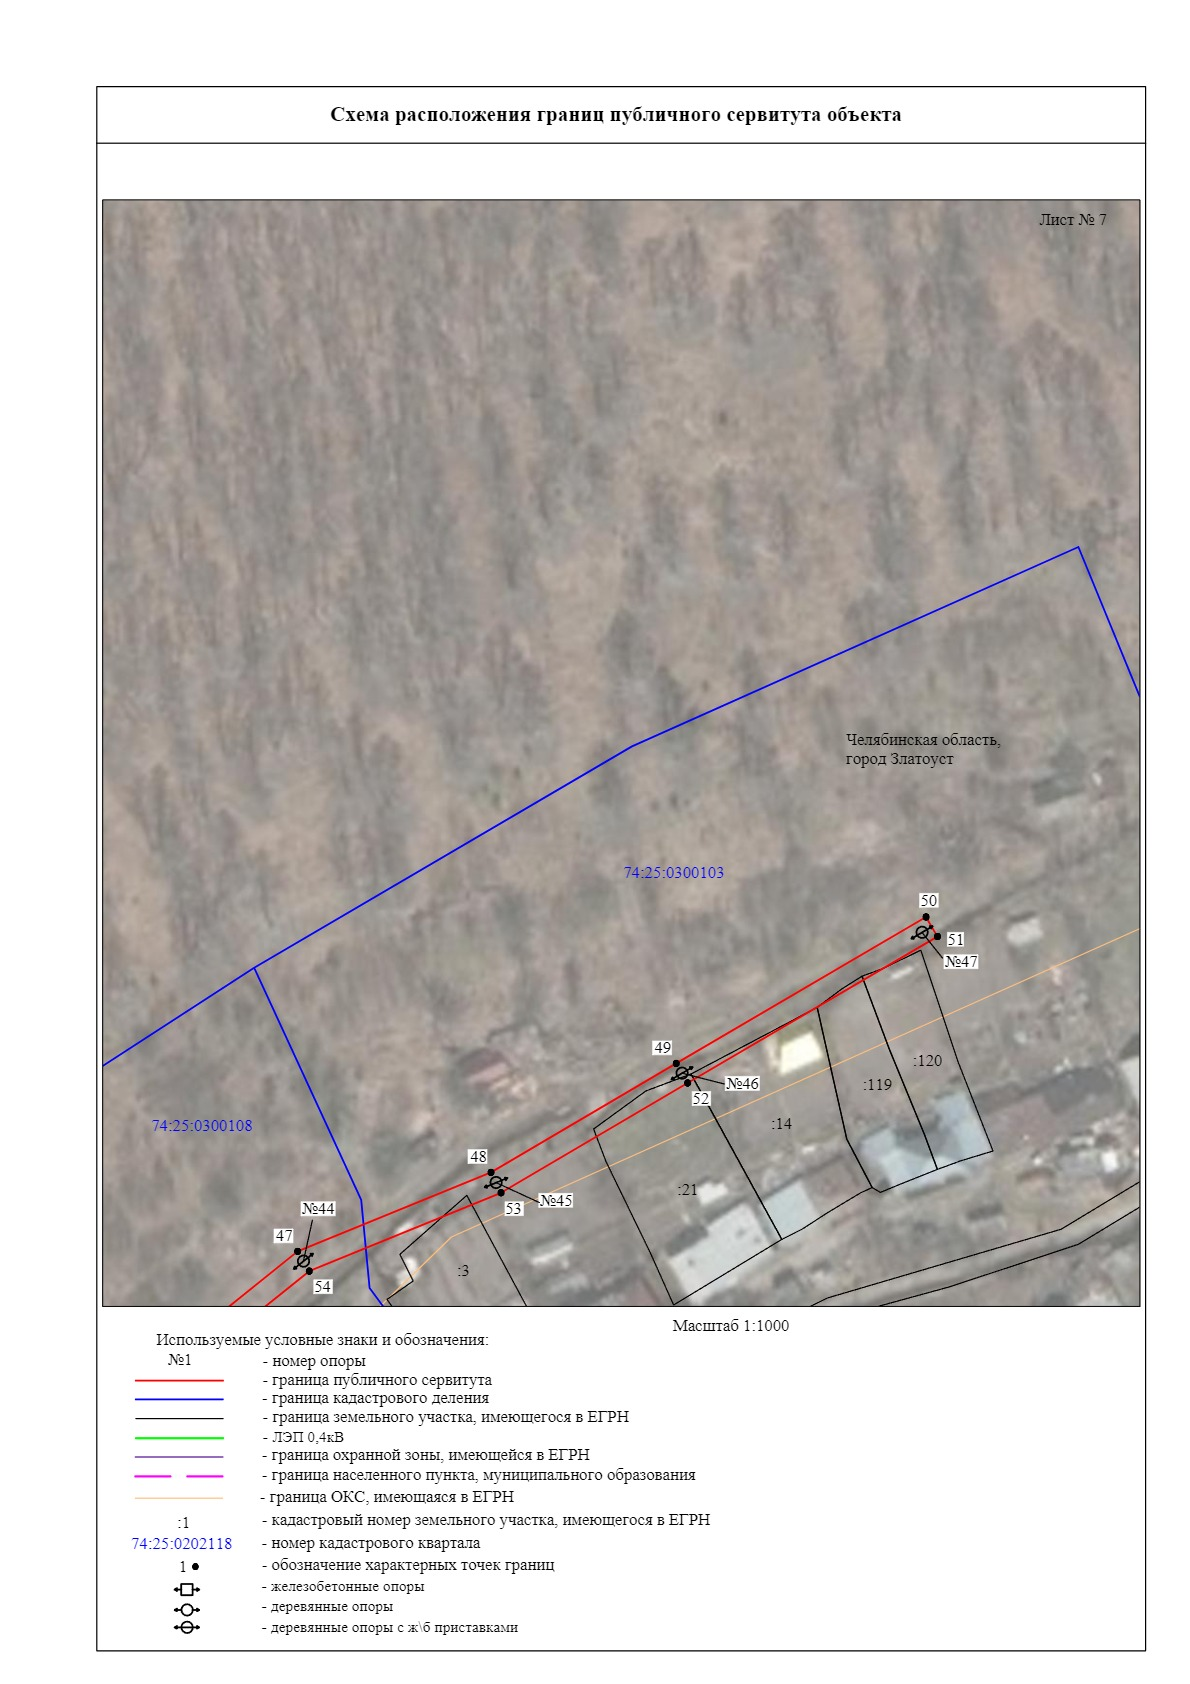 Схема расположения границ публичного сервитута объекта
Лист № 7
Челябинская область,
город Златоуст
74:25:0300103
50
51
№47
49
№46
52
:120
:119
:14
74:25:0300108
48
:21
№45
53
№44
47
:3
54
Масштаб 1:1000
Используемые условные знаки и обозначения:
№1 - номер опоры
- граница публичного сервитута
- граница кадастрового деления
- граница земельного участка, имеющегося в ЕГРН
- ЛЭП 0,4кВ
- граница охранной зоны, имеющейся в ЕГРН
- граница населенного пункта, муниципального образования
- граница ОКС, имеющаяся в ЕГРН
:1 - кадастровый номер земельного участка, имеющегося в ЕГРН
74:25:0202118 - номер кадастрового квартала
1 - обозначение характерных точек границ
- железобетонные опоры
- деревянные опоры
- деревянные опоры с ж\б приставками